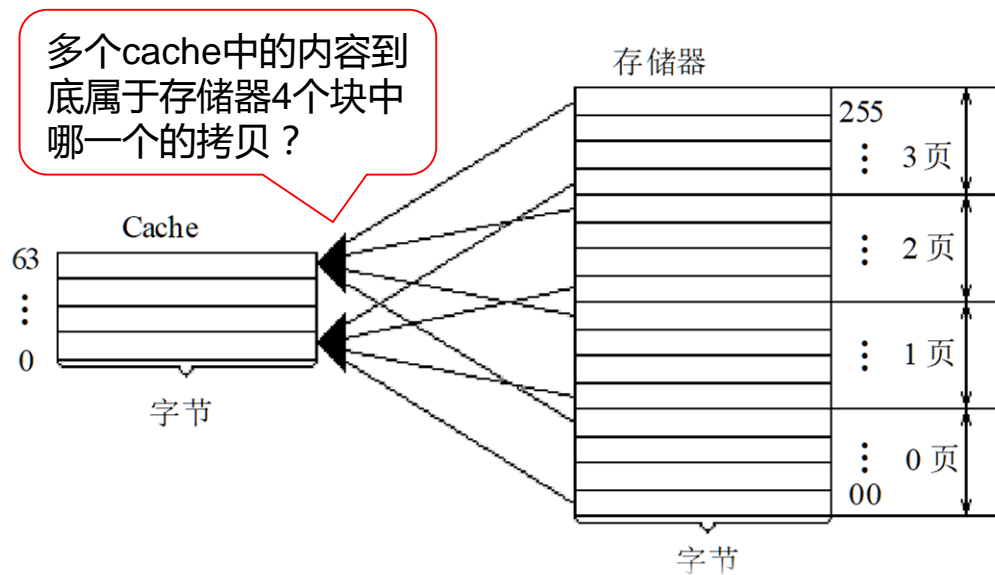 多个cache中的内容到
底属于存储器4个块中
哪一个的拷贝？
存储器
255
⋮ 3 页
Cache
63
⋮
0
字节
⋮ 2 页
⋮ 1 页
⋮ 0 页
00
字节